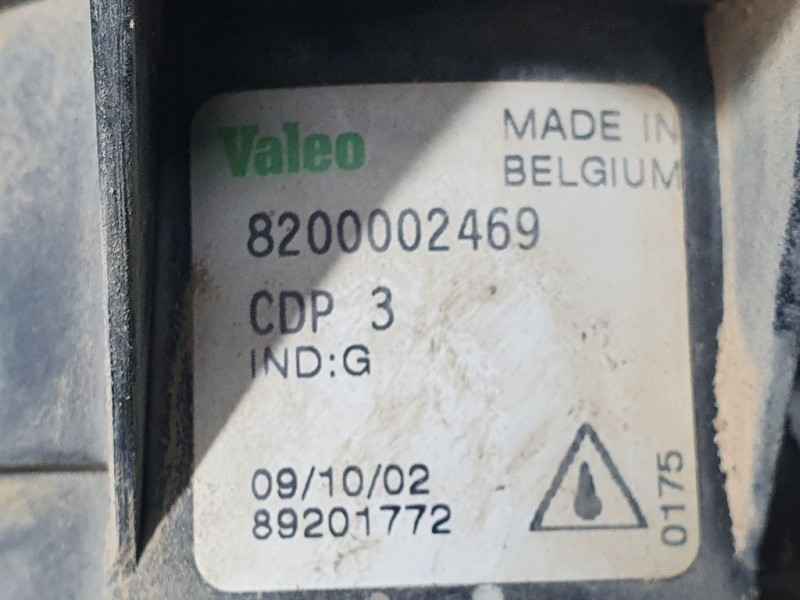 Valeo
MADE IN
BELGIUM
8200002469
CDP 3
IND:G
09/10/02
89201772
0175